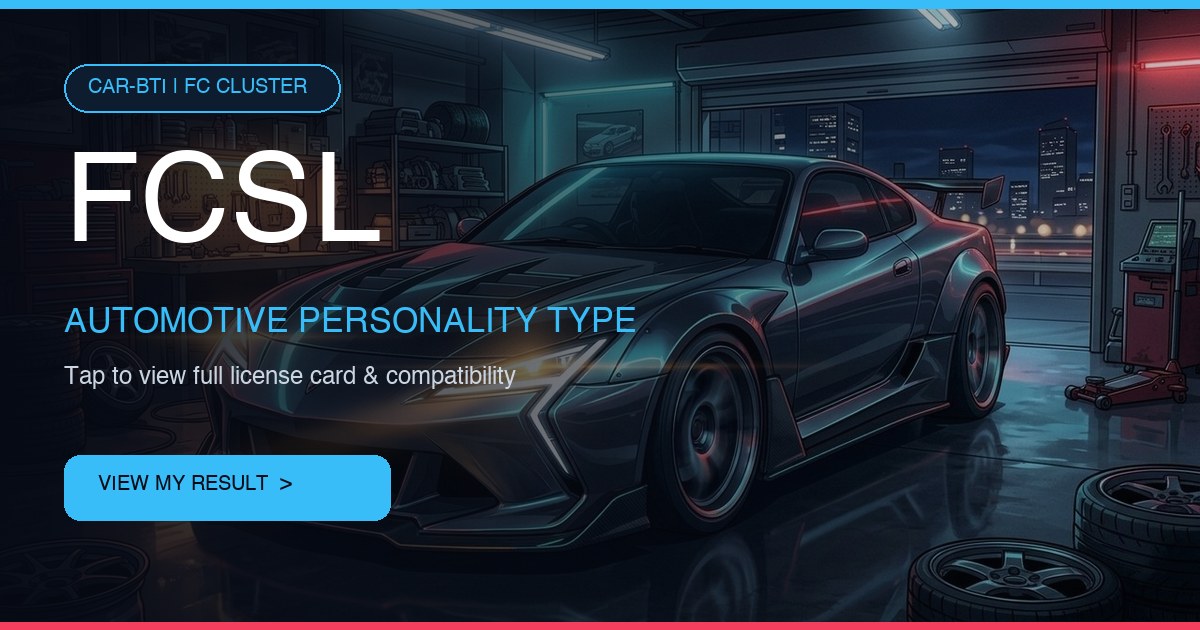 CAR-BTI | FC CLUSTER
FCSL
AUTOMOTIVE PERSONALITY TYPE
Tap to view full license card & compatibility
VIEW MY RESULT >